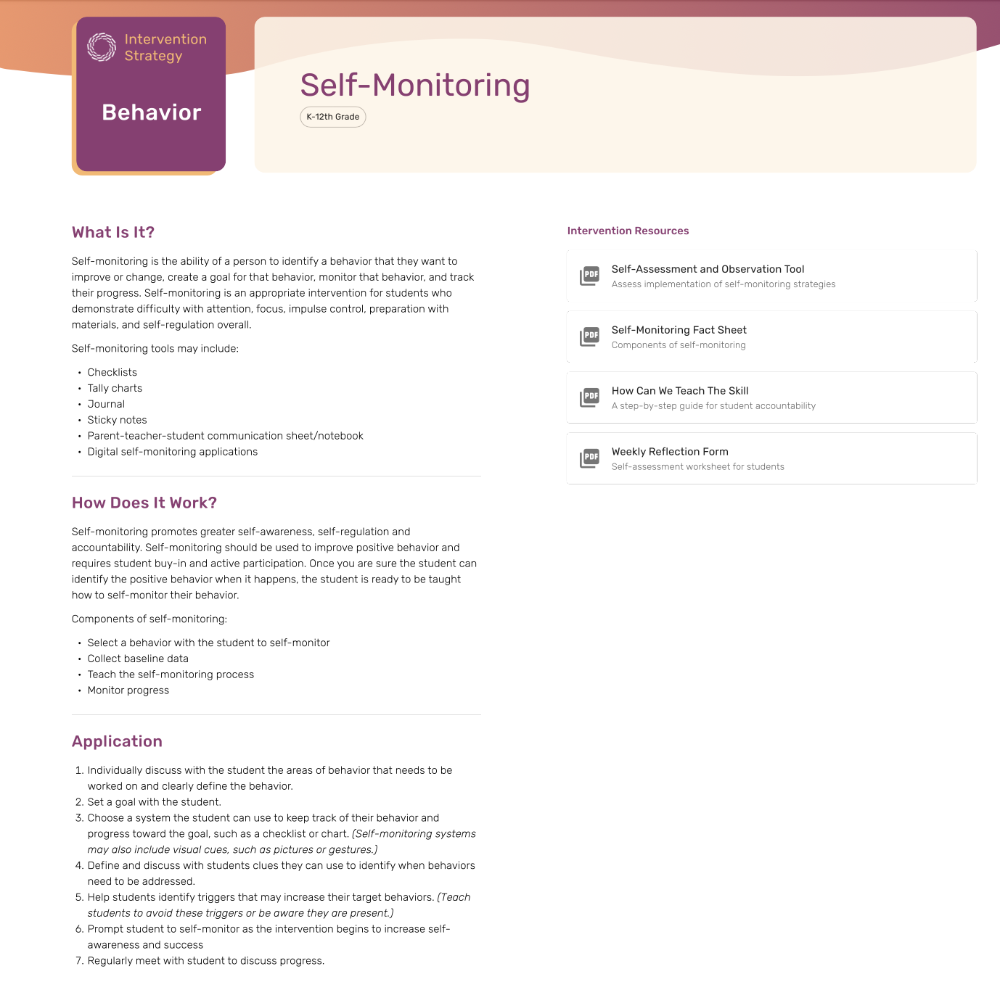 Intervention
Strategy
Behavior
Self-Monitoring
K-12th Grade
What Is It?
Self-monitoring is the ability of a person to identify a behavior that they want to
improve or change, create a goal for that behavior, monitor that behavior, and track
their progress. Self-monitoring is an appropriate intervention for students who
demonstrate difficulty with attention, focus, impulse control, preparation with
materials, and self-regulation overall.
Self-monitoring tools may include:
• Checklists
• Tally charts
• Journal
• Sticky notes
• Parent-teacher-student communication sheet/notebook
• Digital self-monitoring applications
How Does It Work?
Self-monitoring promotes greater self-awareness, self-regulation and
accountability. Self-monitoring should be used to improve positive behavior and
requires student buy-in and active participation. Once you are sure the student can
identify the positive behavior when it happens, the student is ready to be taught
how to self-monitor their behavior.
Components of self-monitoring:
• Select a behavior with the student to self-monitor
• Collect baseline data
• Teach the self-monitoring process
• Monitor progress
Application
1. Individually discuss with the student the areas of behavior that needs to be
worked on and clearly define the behavior.
2. Set a goal with the student.
3. Choose a system the student can use to keep track of their behavior and
progress toward the goal, such as a checklist or chart. (Self-monitoring systems
may also include visual cues, such as pictures or gestures.)
4. Define and discuss with students clues they can use to identify when behaviors
need to be addressed.
5. Help students identify triggers that may increase their target behaviors. (Teach
students to avoid these triggers or be aware they are present.)
6. Prompt student to self-monitor as the intervention begins to increase self-
awareness and success
7. Regularly meet with student to discuss progress.
Intervention Resources
PDF
Self-Assessment and Observation Tool
Assess implementation of self-monitoring strategies
PDF
Self-Monitoring Fact Sheet
Components of self-monitoring
PDF
How Can We Teach The Skill
A step-by-step guide for student accountability
PDF
Weekly Reflection Form
Self-assessment worksheet for students